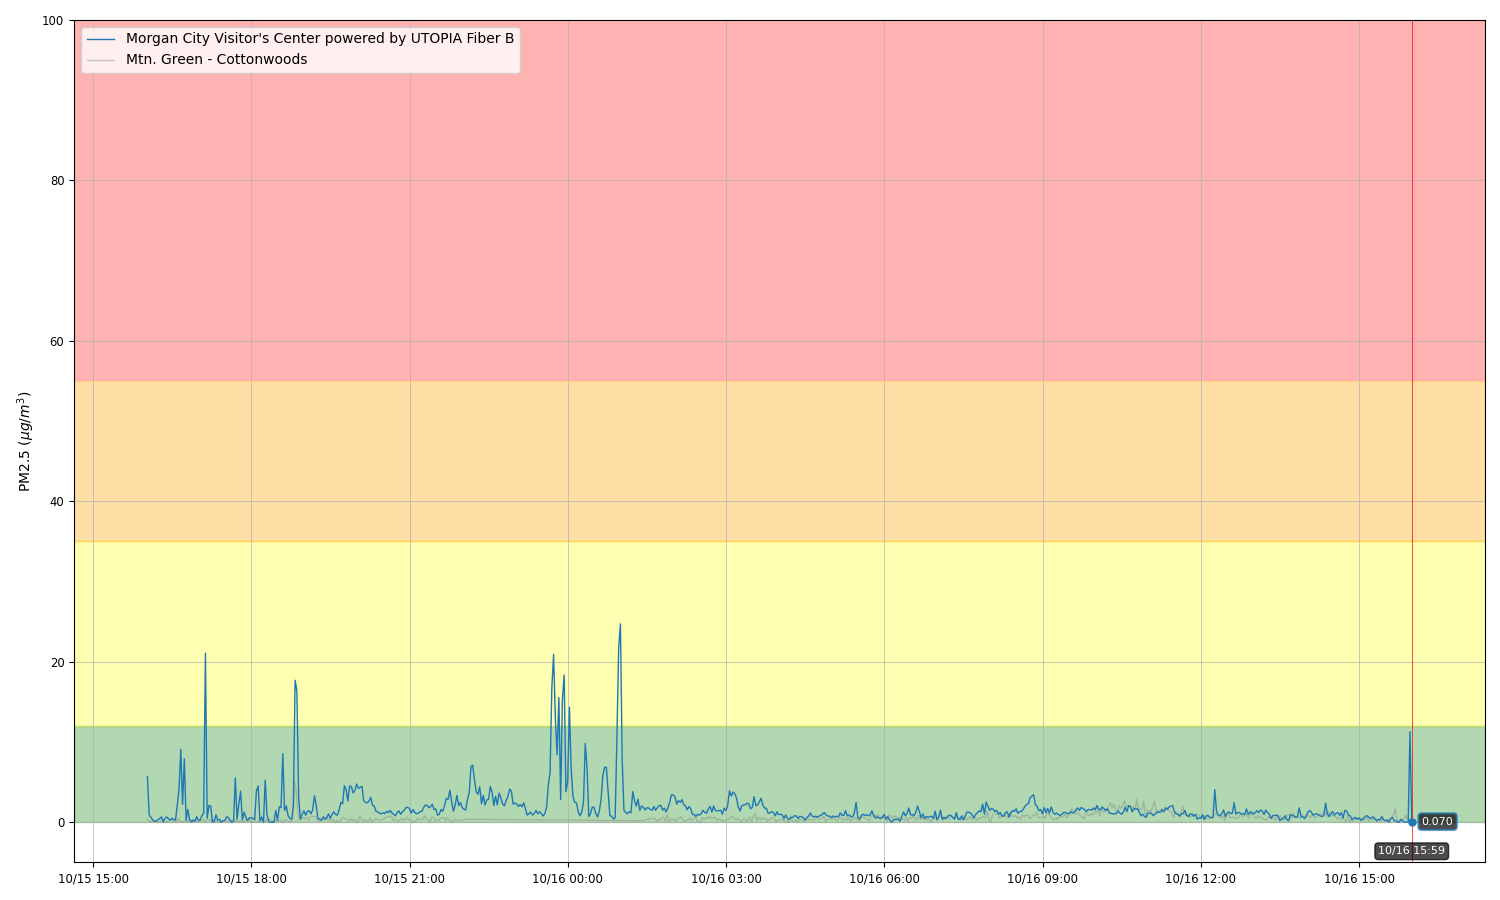 100
80
60
40
20
0
PM2.5 (μg/m³)
Morgan City Visitor's Center powered by UTOPIA Fiber B
Mtn. Green - Cottonwoods
0.070
10/16 15:59
10/15 15:00 10/15 18:00 10/15 21:00 10/16 00:00 10/16 03:00 10/16 06:00 10/16 09:00 10/16 12:00 10/16 15:00